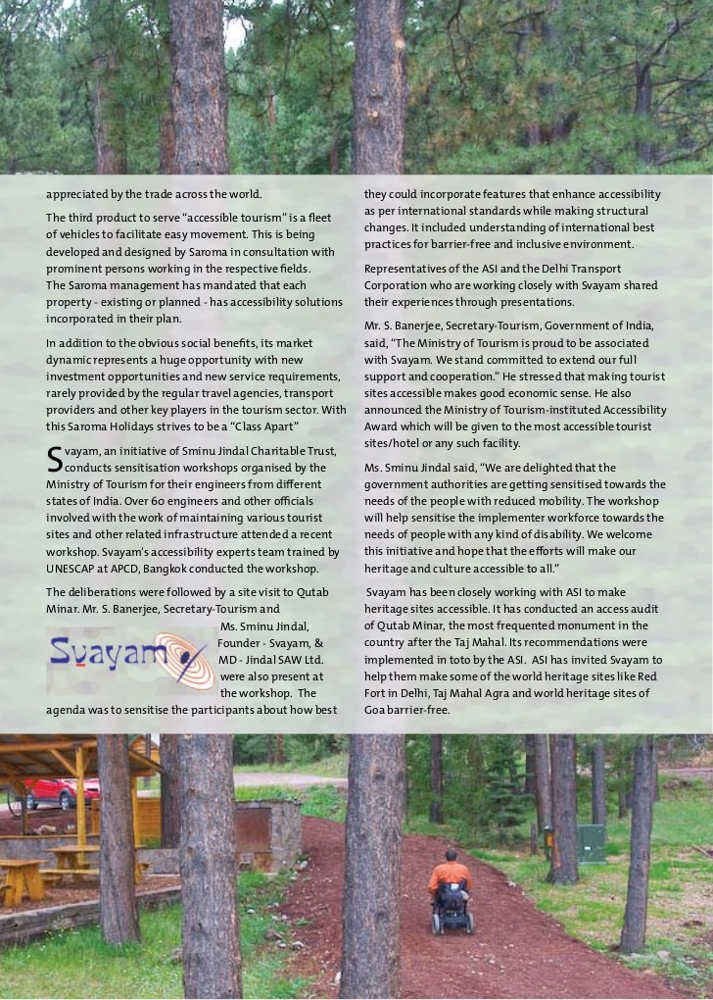 appreciated by the trade across the world.
The third product to serve “accessible tourism” is a fleet
of vehicles to facilitate easy movement. This is being
developed and designed by Saroma in consultation with
prominent persons working in the respective fields.
The Saroma management has mandated that each
property - existing or planned - has accessibility solutions
incorporated in their plan.
In addition to the obvious social benefits, its market
dynamic represents a huge opportunity with new
investment opportunities and new service requirements,
rarely provided by the regular travel agencies, transport
providers and other key players in the tourism sector. With
this Saroma Holidays strives to be a “Class Apart”
Svayam, an initiative of Sminu Jindal Charitable Trust,
conducts sensitisation workshops organised by the
Ministry of Tourism for their engineers from different
states of India. Over 60 engineers and other officials
involved with the work of maintaining various tourist
sites and other related infrastructure attended a recent
workshop. Svayam’s accessibility experts team trained by
UNESCAP at APCD, Bangkok conducted the workshop.
The deliberations were followed by a site visit to Qutab
Minar. Mr. S. Banerjee, Secretary-Tourism and
Ms. Sminu Jindal,
Founder - Svayam, &
MD - Jindal SAW Ltd.
were also present at
the workshop. The
Svayam
agenda was to sensitise the participants about how best
they could incorporate features that enhance accessibility
as per international standards while making structural
changes. It included understanding of international best
practices for barrier-free and inclusive environment.
Representatives of the ASI and the Delhi Transport
Corporation who are working closely with Svayam shared
their experiences through presentations.
Mr. S. Banerjee, Secretary-Tourism, Government of India,
said, “The Ministry of Tourism is proud to be associated
with Svayam. We stand committed to extend our full
support and cooperation.” He stressed that making tourist
sites accessible makes good economic sense. He also
announced the Ministry of Tourism-instituted Accessibility
Award which will be given to the most accessible tourist
sites/hotel or any such facility.
Ms. Sminu Jindal said, “We are delighted that the
government authorities are getting sensitised towards the
needs of the people with reduced mobility. The workshop
will help sensitise the implementer workforce towards the
needs of people with any kind of disability. We welcome
this initiative and hope that the efforts will make our
heritage and culture accessible to all.”
Svayam has been closely working with ASI to make
heritage sites accessible. It has conducted an access audit
of Qutab Minar, the most frequented monument in the
country after the Taj Mahal. Its recommendations were
implemented in toto by the ASI. ASI has invited Svayam to
help them make some of the world heritage sites like Red
Fort in Delhi, Taj Mahal Agra and world heritage sites of
Goa barrier-free.